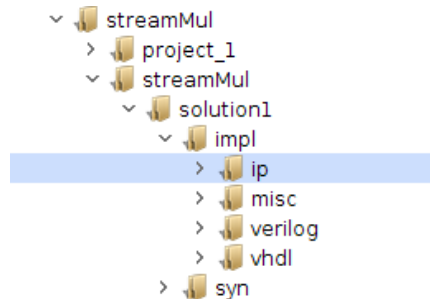 streamMul
project_1
streamMul
solution1
impl
ip
misc
verilog
vhdl
syn